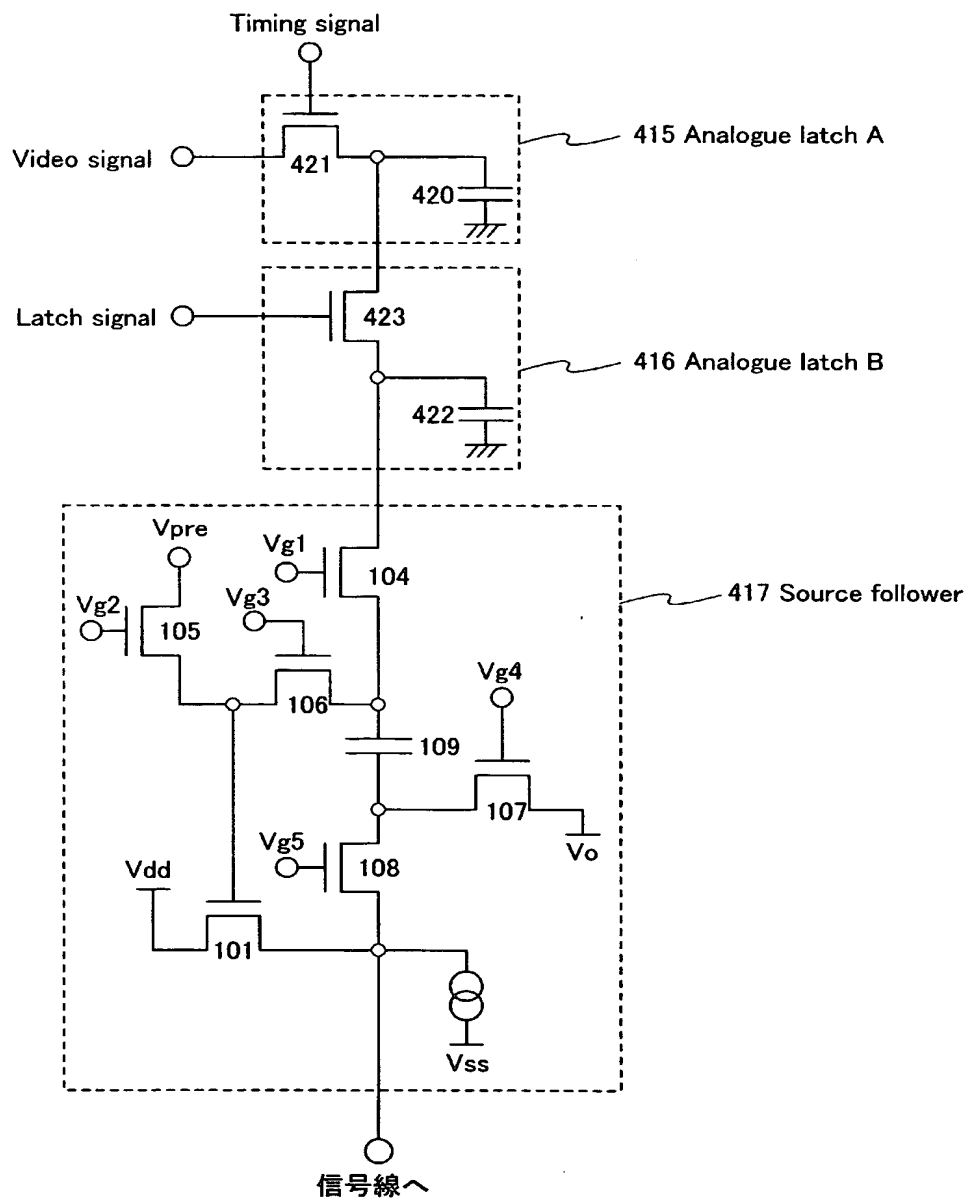 Timing signal
415 Analogue latch A
Video signal
421
420
Latch signal
423
416 Analogue latch B
422
Vpre
Vg1
104
417 Source follower
Vg2
105
Vg3
Vg4
106
109
107
Vg5
108
Vo
Vdd
101
Vss
信号線へ